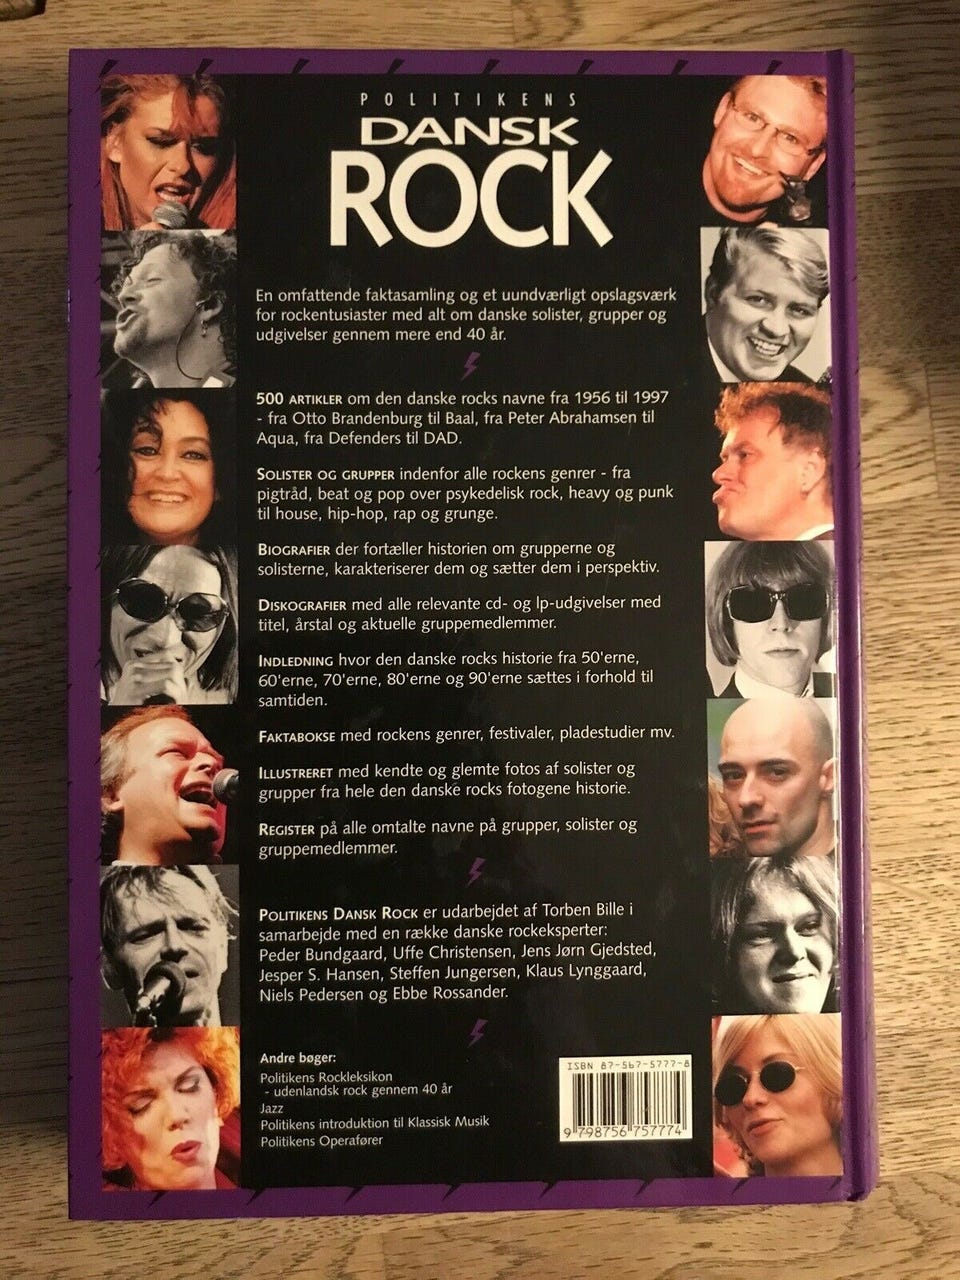 POLITIKENS
DANSK
ROCK
En omfattende faktasamling og et uundværligt opslagsværk
for rockentusiaster med alt om danske solister, grupper og
udgivelser gennem mere end 40 år.
500 ARTIKLER om den danske rocks navne fra 1956 til 1997
- fra Otto Brandenburg til Baal, fra Peter Abrahamsen til
Aqua, fra Defenders til DAD.
SOLISTER OG GRUPPER indenfor alle rockens genrer - fra
pigtråd, beat og pop over psykedelisk rock, heavy og punk
til house, hip-hop, rap og grunge.
BIOGRAFIER der fortæller historien om grupperne og
solisterne, karakteriserer dem og sætter dem i perspektiv.
DISKOGRAFIER med alle relevante cd- og lp-udgivelser med
titel, årstal og aktuelle gruppemedlemmer.
INDLEDNING hvor den danske rocks historie fra 50'erne,
60'erne, 70'erne, 80'erne og 90'erne sættes i forhold til
samtiden.
FAKTABOKSE med rockens genrer, festivaler, pladestudier mv.
ILLUSTRERET med kendte og glemte fotos af solister og
grupper fra hele den danske rocks fotogene historie.
REGISTER på alle omtalte navne på grupper, solister og
gruppemedlemmer.
POLITIKENS DANSK ROCK er udarbejdet af Torben Bille i
samarbejde med en række danske rockeksperter:
Peder Bundgaard, Uffe Christensen, Jens Jørn Gjedsted,
Jesper S. Hansen, Steffen Jungersen, Klaus Lynggaard,
Niels Pedersen og Ebbe Rossander.
Andre bøger:
Politikens Rockleksikon
- udenlandsk rock gennem 40 år
Jazz
Politikens introduktion til Klassisk Musik
Politikens Operafører
ISBN 87-567-5777-8
9 798756 757774